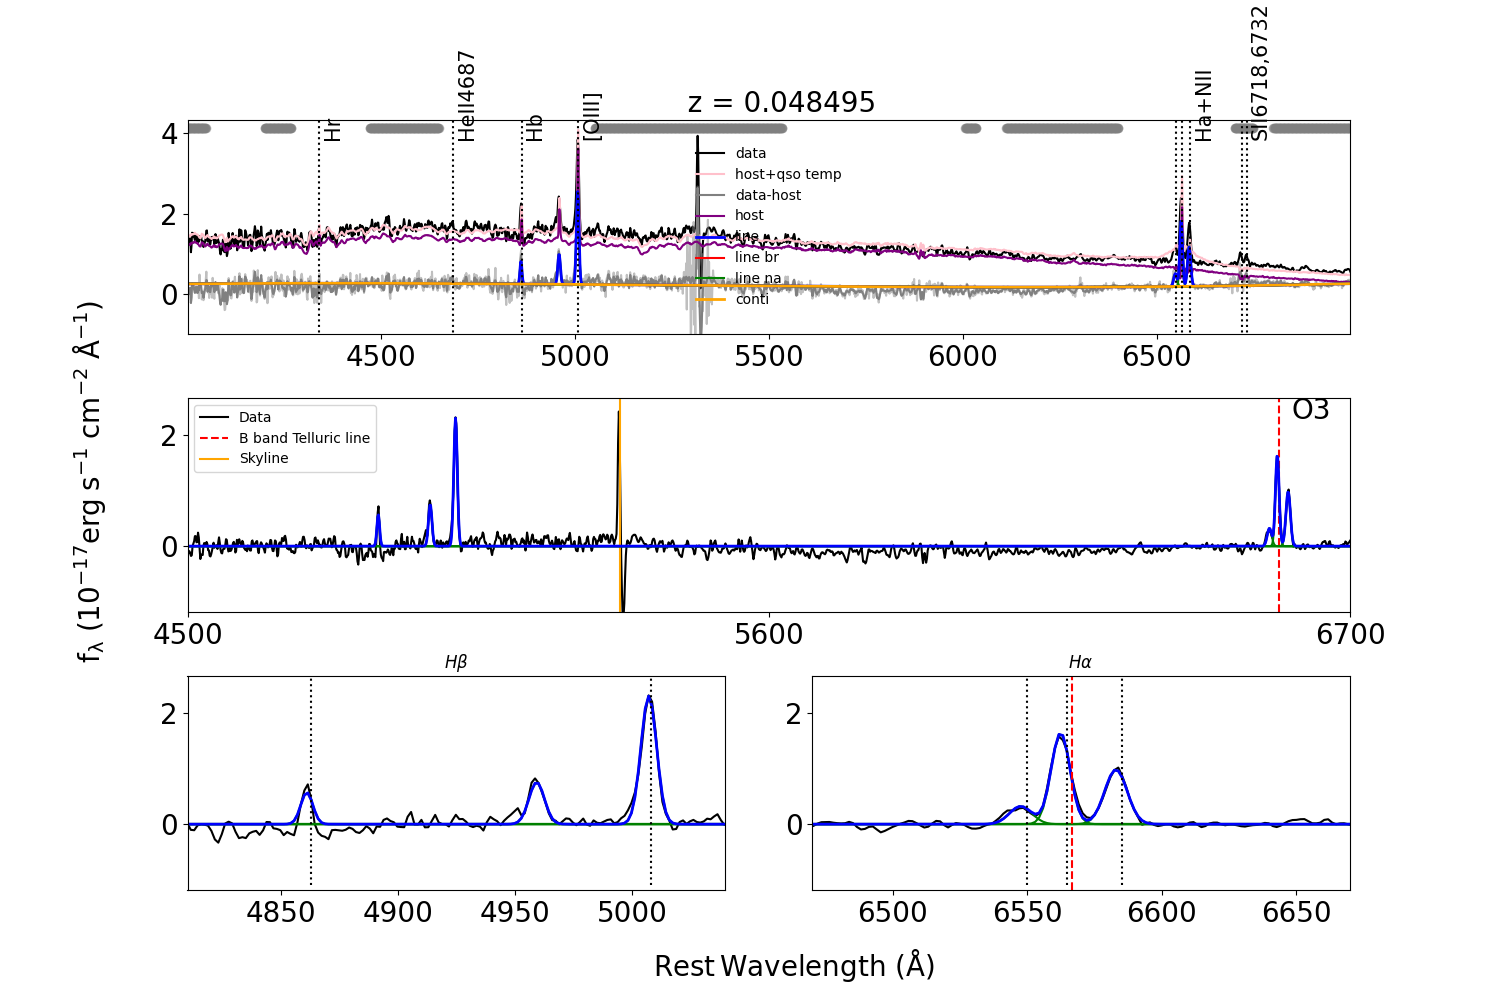 z = 0.048495
Hr
HeII4687
Hb
[OIII]
Ha+NII
SII6718,6732
data
host+qso temp
data-host
host
line
line br
line na
conti
4
2
0
4500 5000 5500 6000 6500
Data
B band Telluric line
Skyline
O3
2
0
4500 5600 6700
fλ (10⁻¹⁷erg s⁻¹ cm⁻² Å⁻¹)
Hβ
2
0
4850 4900 4950 5000
Hα
2
0
6500 6550 6600 6650
Rest Wavelength (Å)